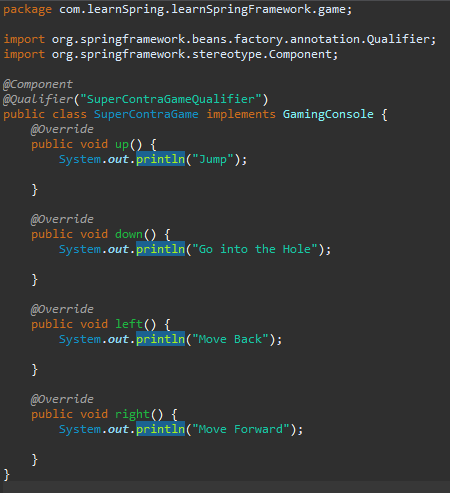 package com.learnSpring.learnSpringFramework.game;
import org.springframework.beans.factory.annotation.Qualifier;
import org.springframework.stereotype.Component;
@Component
@Qualifier("SuperContraGameQualifier")
public class SuperContraGame implements GamingConsole {
@Override
public void up() {
System.out.println("Jump");
}
@Override
public void down() {
System.out.println("Go into the Hole");
}
@Override
public void left() {
System.out.println("Move Back");
}
@Override
public void right() {
System.out.println("Move Forward");
}
}